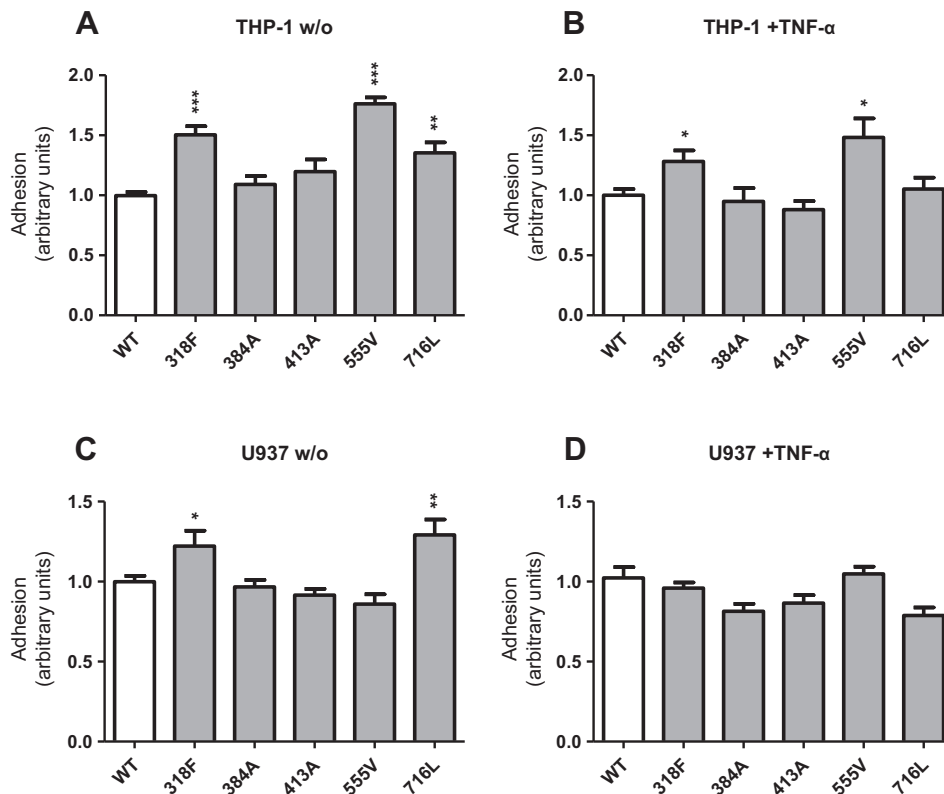 A
THP-1 w/o
Adhesion
(arbitrary units)
2.0
1.5
1.0
0.5
0.0
***
***
**
WT
318F
384A
413A
555V
716L
B
THP-1 +TNF-α
Adhesion
(arbitrary units)
2.0
1.5
1.0
0.5
0.0
*
*
WT
318F
384A
413A
555V
716L
C
U937 w/o
Adhesion
(arbitrary units)
1.5
1.0
0.5
0.0
*
**
WT
318F
384A
413A
555V
716L
D
U937 +TNF-α
Adhesion
(arbitrary units)
1.5
1.0
0.5
0.0
WT
318F
384A
413A
555V
716L